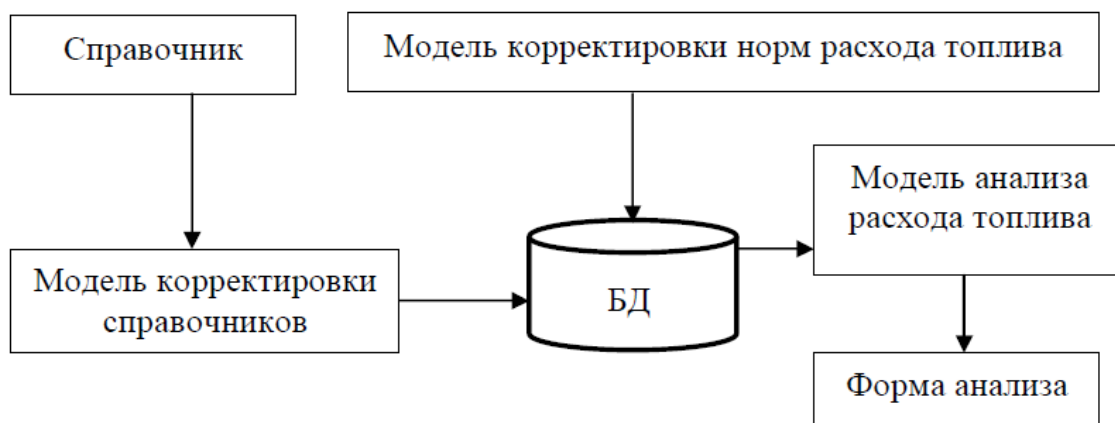 Справочник
Модель корректировки норм расхода топлива
Модель анализа
расхода топлива
Модель корректировки
справочников
БД
Форма анализа